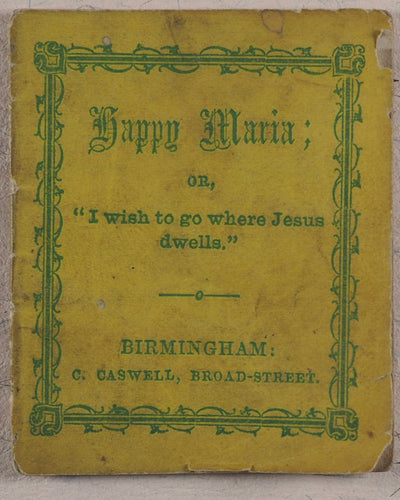 Happy Maria;
OR,
“I wish to go where Jesus
dwells.”
BIRMINGHAM:
C. CASWELL, BROAD-STREET.